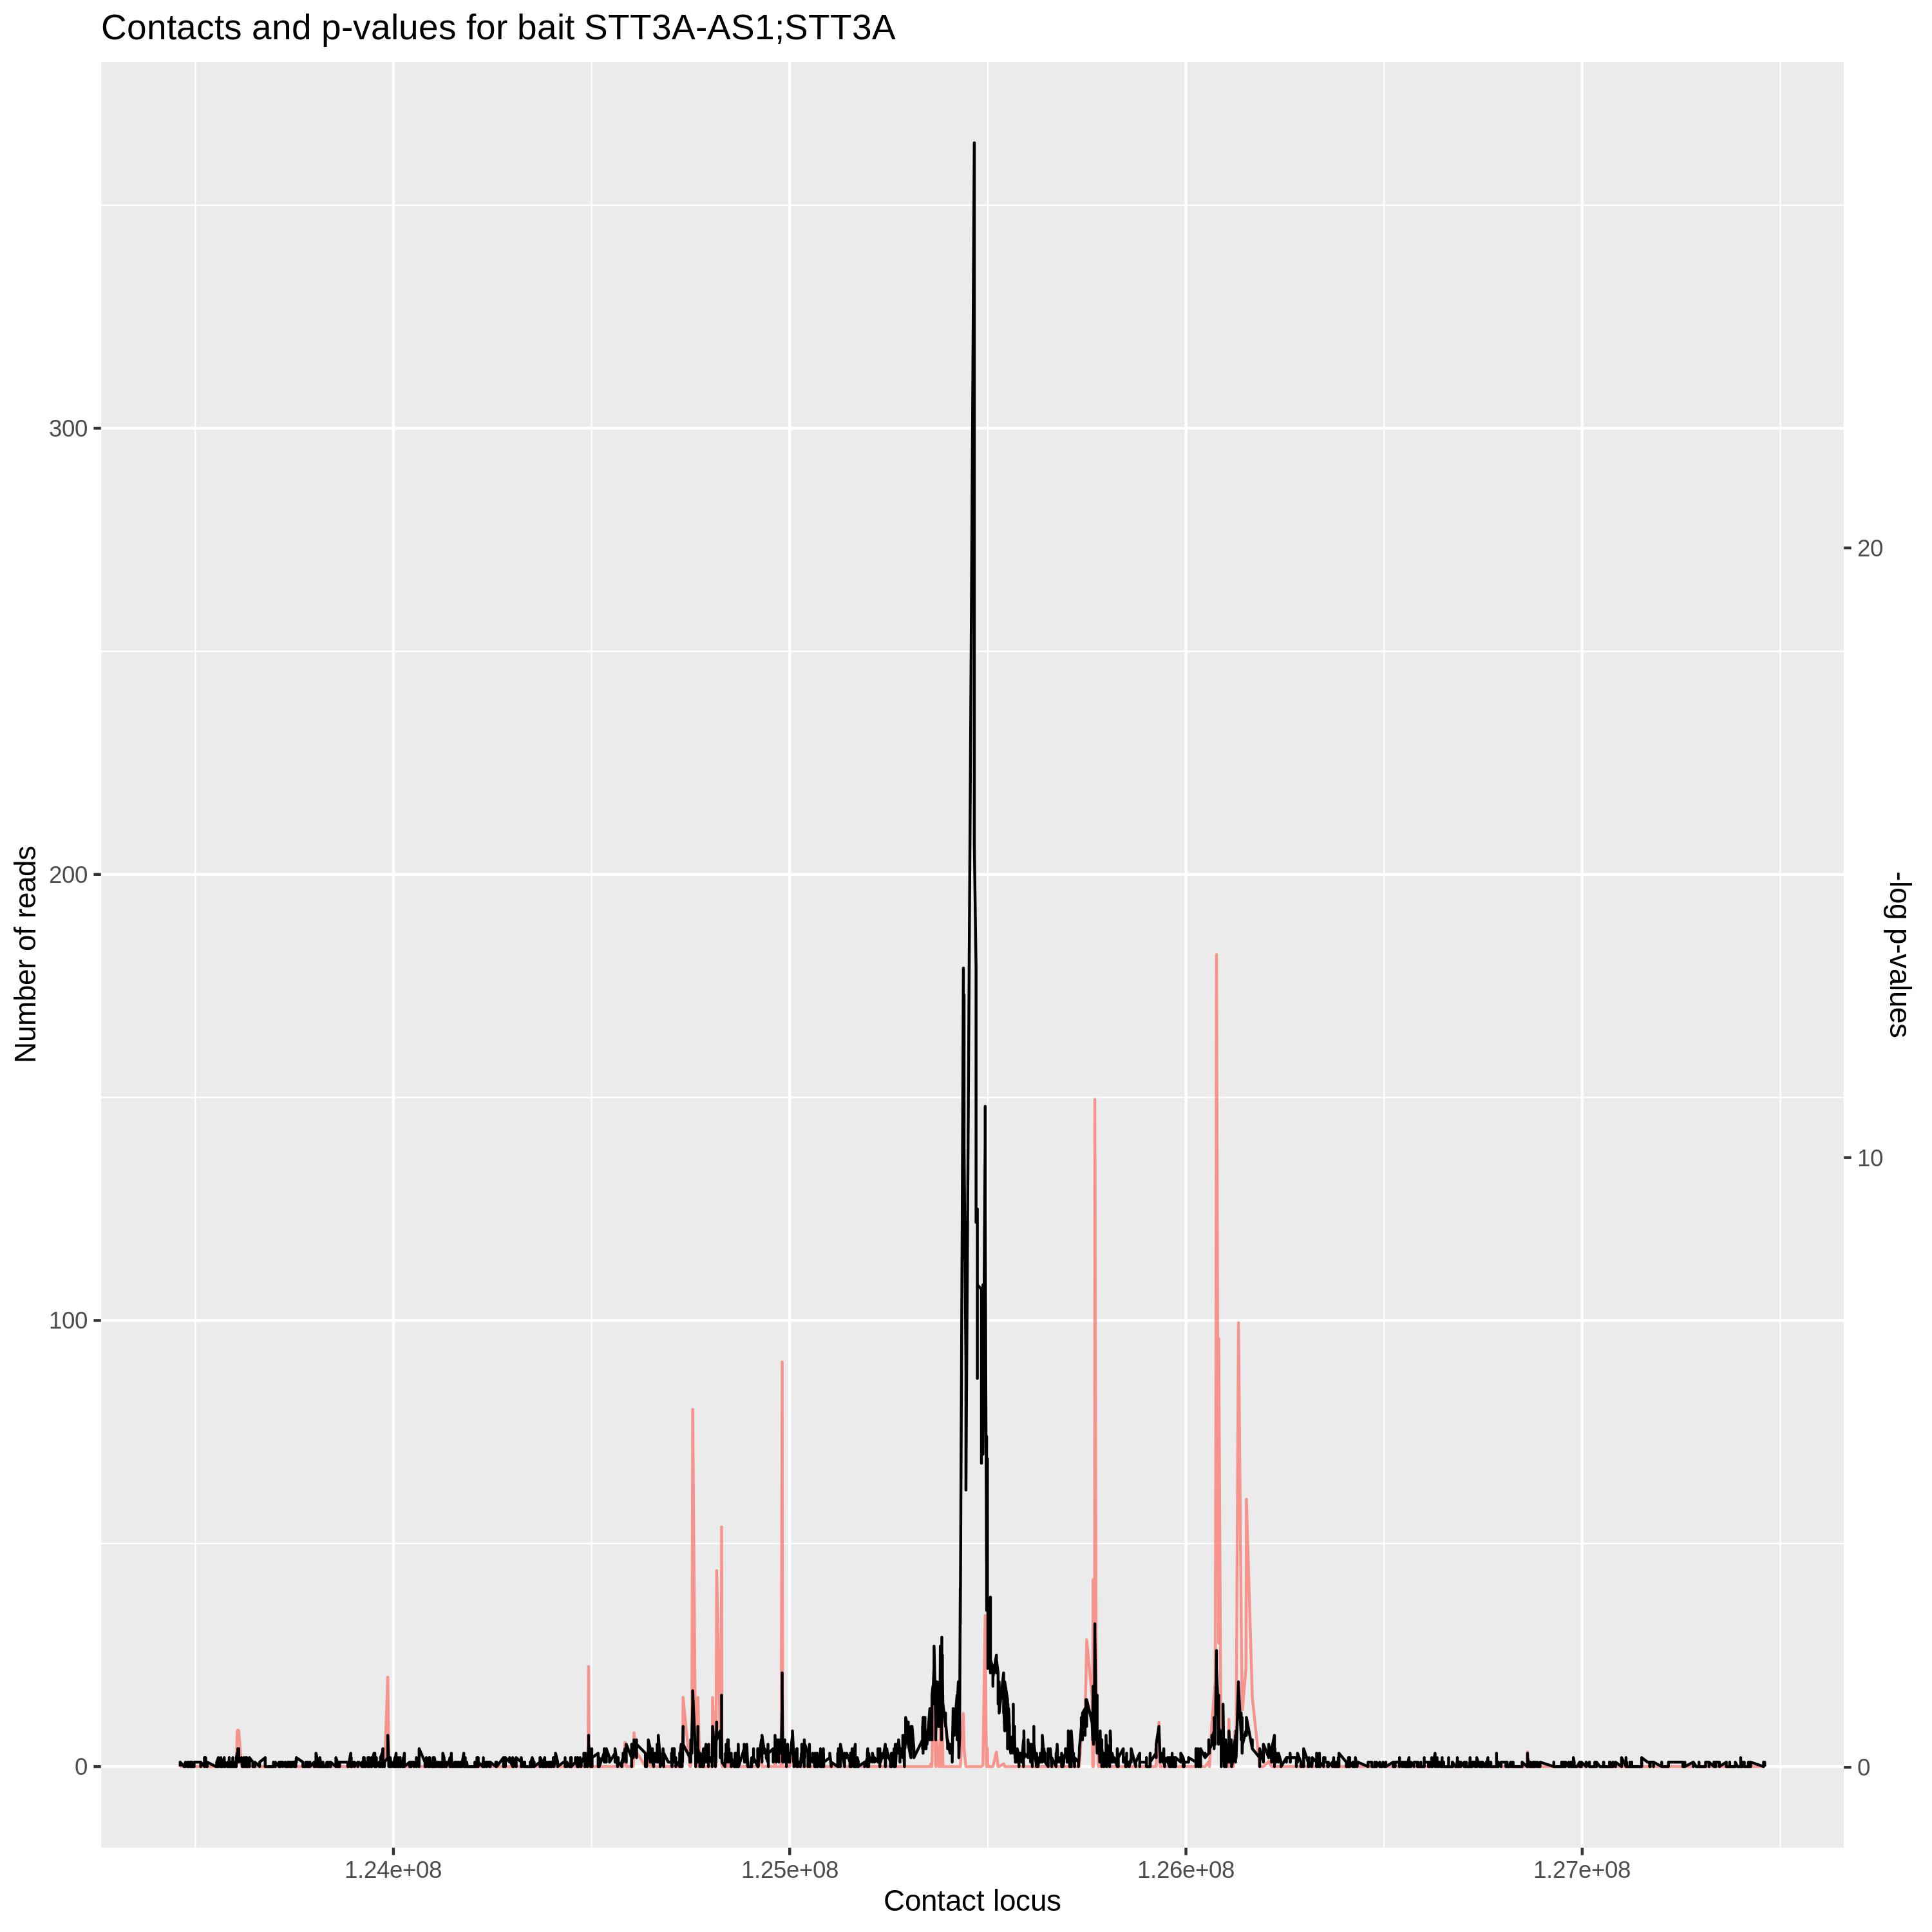 Contacts and p-values for bait STT3A-AS1;STT3A
300
200
100
0
Number of reads
20
10
0
-log p-values
1.24e+08
1.25e+08
1.26e+08
1.27e+08
Contact locus